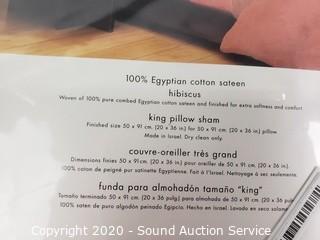 100% Egyptian cotton sateen
hibiscus
Woven of 100% pure combed Egyptian cotton sateen and finished for extra softness and comfort.
king pillow sham
Finished size 50 x 91 cm. (20 x 36 in.) for 50 x 91 cm. (20 x 36 in.) pillow.
Made in Israel. Dry clean only.
couvre-oreiller très grand
Dimensions finies 50 x 91 cm. (20 x 36 in.) pour oreiller de 50 x 91 cm. (20 x 36 in.).
100% coton de peigné pur satinette Egyptienne. Fait à l'Israel. Nettoyage à sec seulement.
funda para almohadón tamaño "king"
Tamaño terminado 50 x 91 cm. (20 x 36 pulg.) para almohadón 50 x 91 cm. (20 x 36
100% saten de puro algodón peinado Egipcio. Hecho en Israel. Lavado en seco solamen
Copyright 2020 - Sound Auction Service